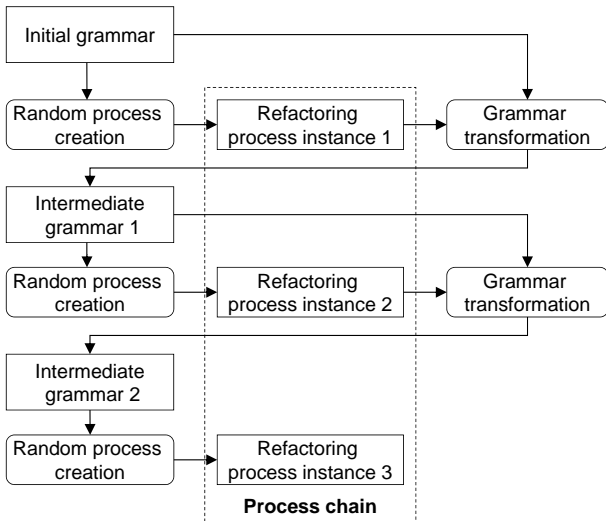 Initial grammar
Random process
creation
Refactoring
process instance 1
Grammar
transformation
Intermediate
grammar 1
Random process
creation
Refactoring
process instance 2
Grammar
transformation
Intermediate
grammar 2
Random process
creation
Refactoring
process instance 3
Process chain